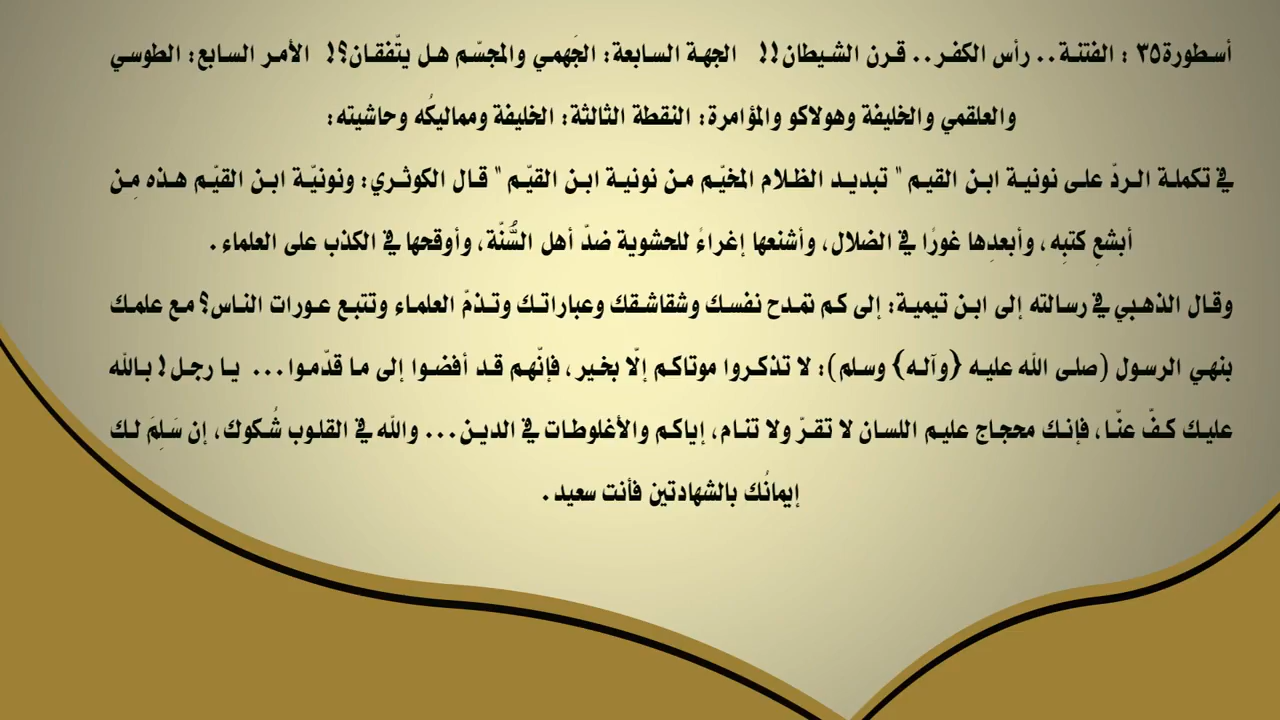 أسطورة٣٥ : الفتنة.. رأس الكفر.. قرن الشيطان!! الجهة السابعة: الجَهمي والمجسّم هل يتّفقان؟! الأمر السابع: الطوسي
والعلقمي والخليفة وهولاكو والمؤامرة: النقطة الثالثة: الخليفة ومماليكُه وحاشيته:
في تكملة الردّ على نونية ابن القيم " تبديد الظلام المخيّم من نونية ابن القيّم " قال الكوثري: ونونيّة ابن القيّم هذه مِن
أبشعِ كتبِه، وأبعدِها غورًا في الضلال، وأشنعها إغراءً للحشوية ضدّ أهل السُّنّة، وأوقحها في الكذب على العلماء .
وقال الذهبي في رسالته إلى ابن تيمية: إلى كم تمدح نفسك وشقاشقك وعباراتك وتذمّ العلماء وتتبع عورات الناس؟ مع علمك
بنهي الرسول (صلى الله عليه {وآله} وسلم): لا تذكروا موتاكم إلّا بخير، فإنّهم قد أفضوا إلى ما قدّموا... يا رجل! بالله
عليك كفّ عنّا، فإنك محجاج عليم اللسان لا تقرّ ولا تنام، إياكم والأغلوطات في الدين... والله في القلوب شُكوك، إن سَلِمَ لك
إيمانُك بالشهادتين فأنت سعيد .